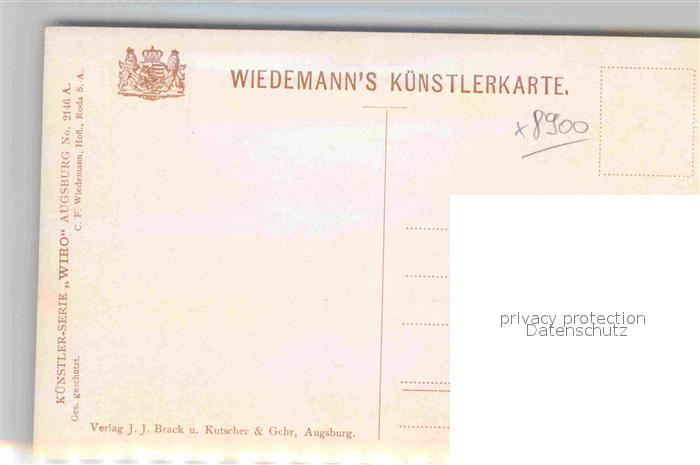 WIEDEMANN'S KÜNSTLERKARTE.
x8900
KÜNSTLER-SERIE „WIRO" AUGSBURG No. 2146 A.
Ges. geschützt.
C. F. Wiedemann, Hofl., Roda S. A.
Verlag J. J. Brack u. Kutscher & Gehr, Augsburg.
privacy protection
Datenschutz